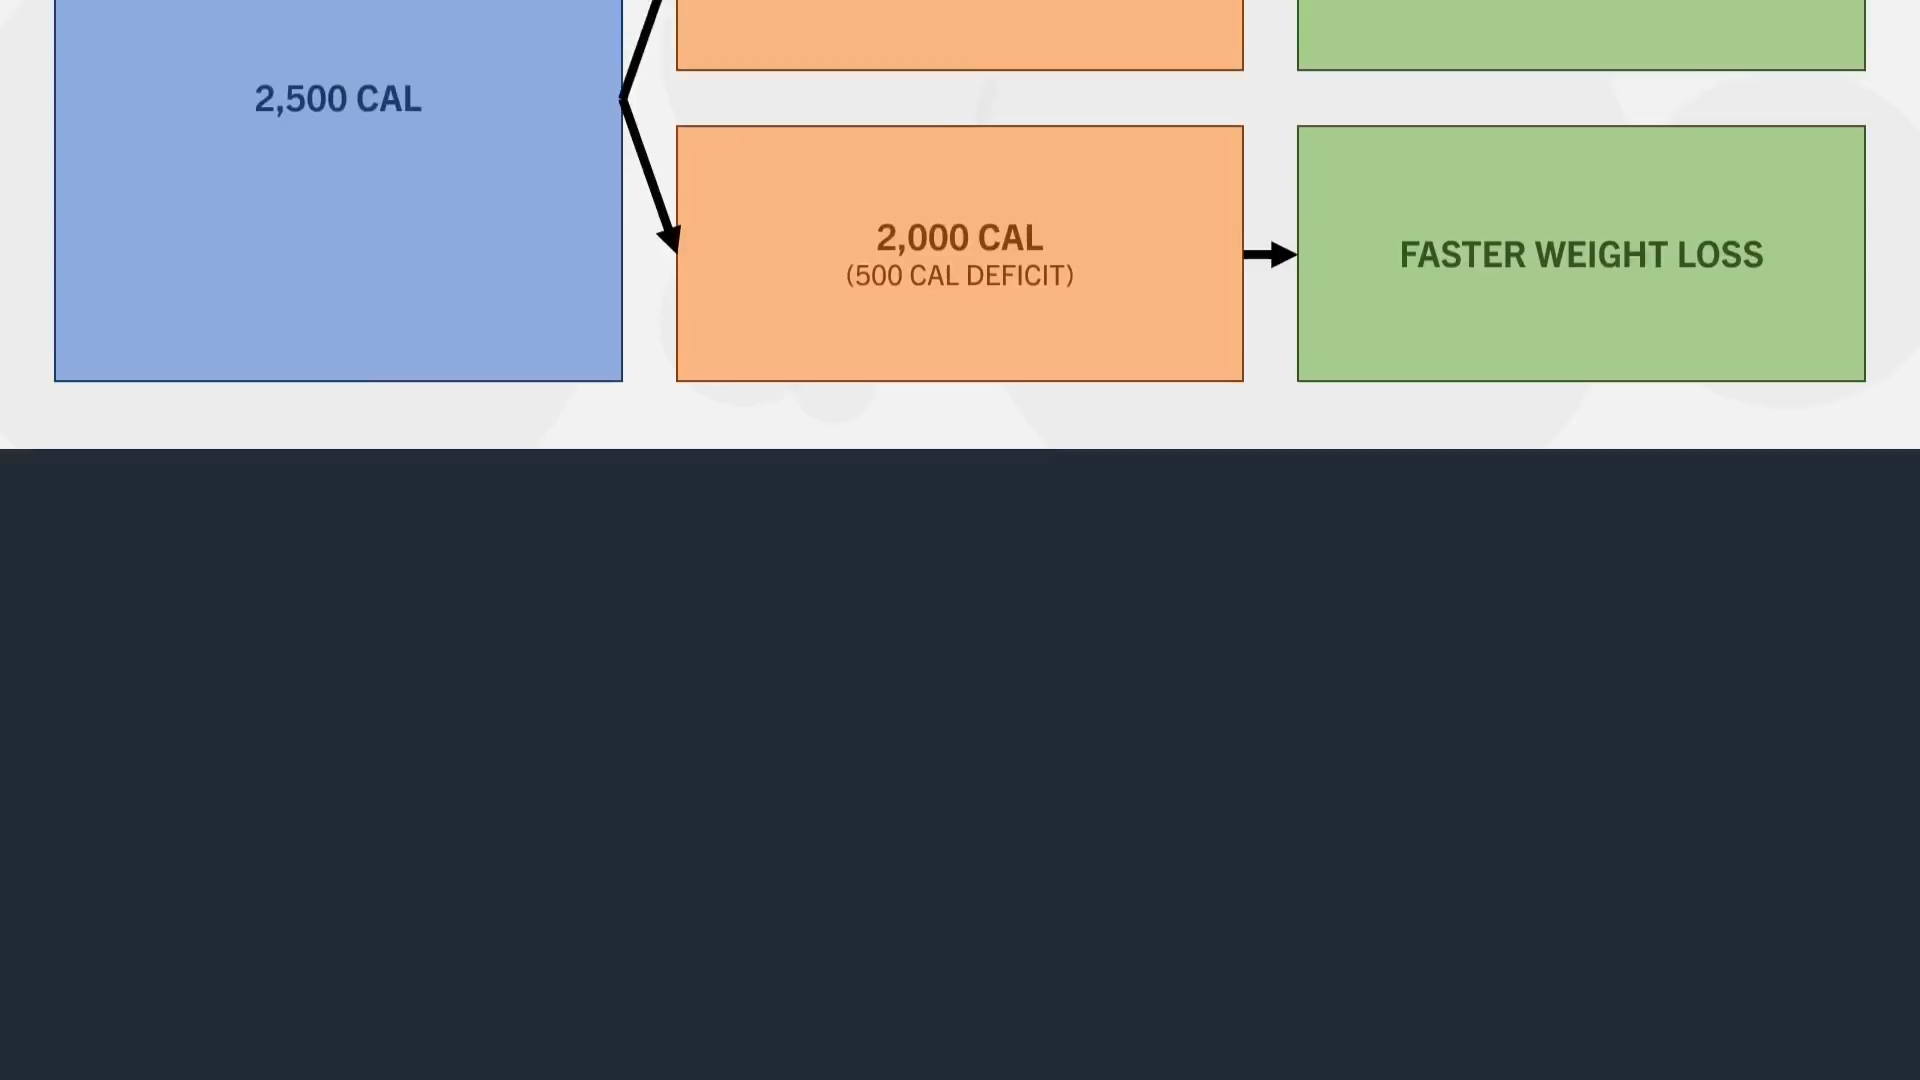 2,500 CAL
2,000 CAL
(500 CAL DEFICIT)
FASTER WEIGHT LOSS